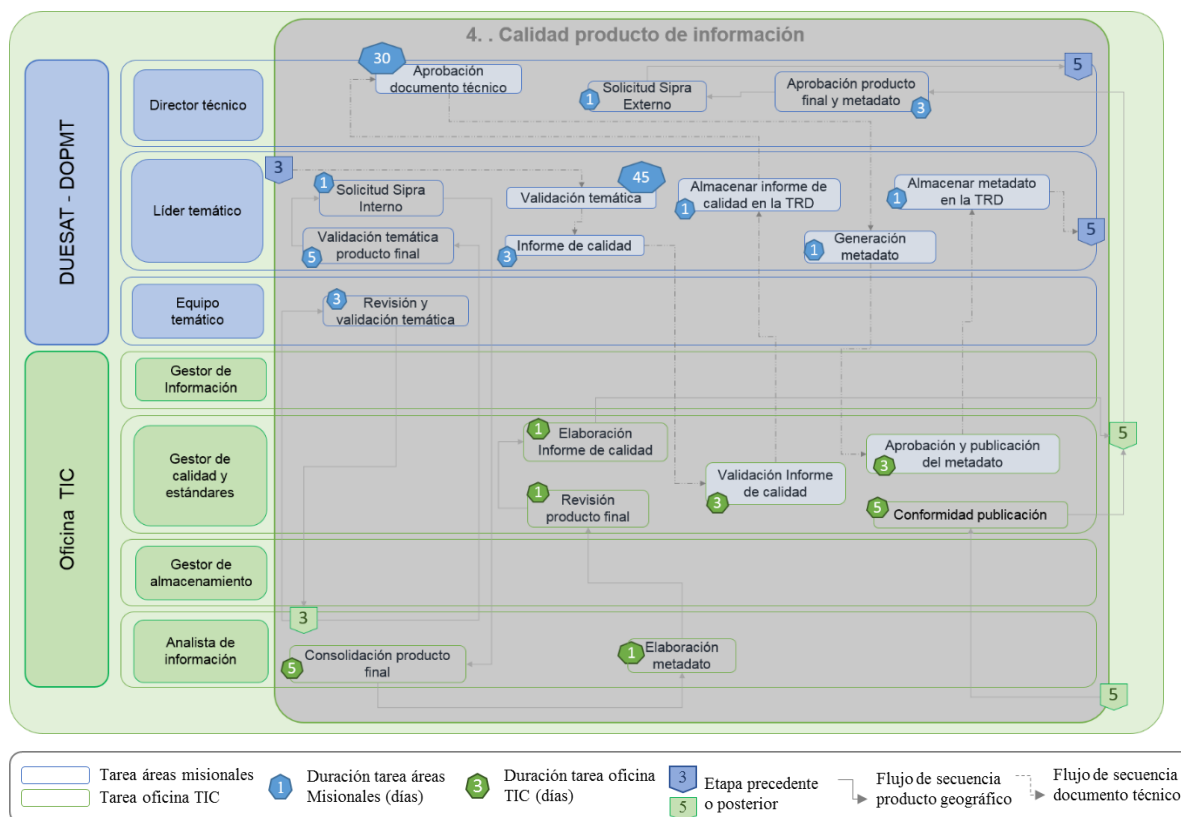 4. . Calidad producto de información
DUESAT - DOPMT
Director técnico
30
Aprobación
documento técnico
1
Solicitud Sipra
Externo
Aprobación producto
final y metadato
3
5
Líder temático
3
1
Solicitud Sipra
Interno
5
Validación temática
producto final
45
Validación temática
3
Informe de calidad
Almacenar informe de
calidad en la TRD
1
1
Generación
metadato
Almacenar metadato
en la TRD
1
5
Equipo
temático
3
Revisión y
validación temática
Oficina TIC
Gestor de
Información
Gestor de
calidad y
estándares
1
Elaboración
Informe de calidad
1
Revisión
producto final
Validación Informe
de calidad
3
Aprobación y publicación
del metadato
3
5
Conformidad publicación
5
Gestor de
almacenamiento
3
Analista de
información
5
Consolidación producto
final
1
Elaboración
metadato
5
Tarea áreas misionales
Tarea oficina TIC
1
Duración tarea áreas
Misionales (días)
3
Duración tarea oficina
TIC (días)
3
5
Etapa precedente
o posterior
Flujo de secuencia
producto geográfico
Flujo de secuencia
documento técnico